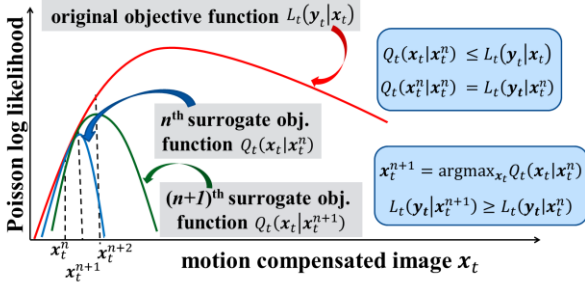 original objective function L_t(y_t|x_t)
Poisson log likelihood
n^th surrogate obj.
function Q_t(x_t|x_t^n)
(n+1)^th surrogate obj.
function Q_t(x_t|x_t^{n+1})
Q_t(x_t|x_t^n) ≤ L_t(y_t|x_t)
Q_t(x_t^n|x_t^n) = L_t(y_t|x_t^n)
x_t^{n+1} = argmax_{x_t} Q_t(x_t|x_t^n)
L_t(y_t|x_t^{n+1}) ≥ L_t(y_t|x_t^n)
x_t^n
x_t^{n+2}
x_t^{n+1}
motion compensated image x_t